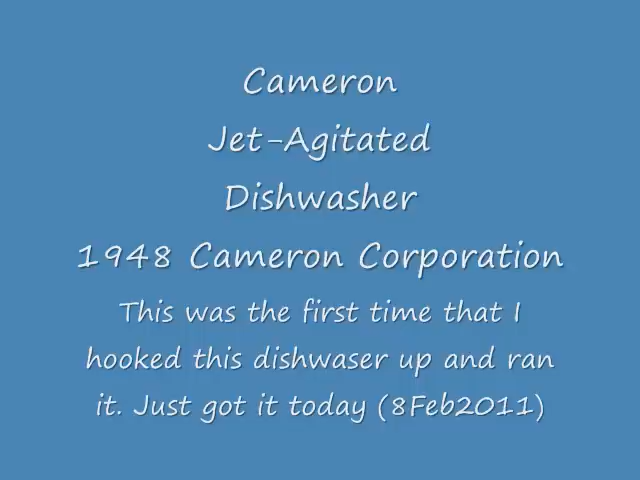 Cameron
Jet-Agitated
Dishwasher
1948 Cameron Corporation
This was the first time that I
hooked this dishwaser up and ran
it. Just got it today (8Feb2011)